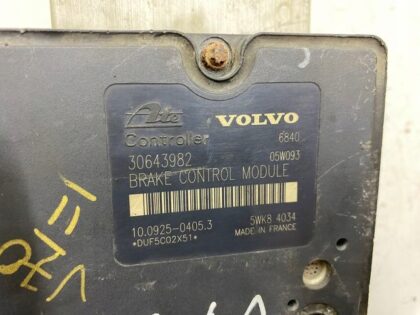 Ate VOLVO
Controller 6840
30643982 05W093
BRAKE CONTROL MODULE
10.0925-0405.3 5WK8 4034
*DUF5C02X51* MADE IN FRANCE